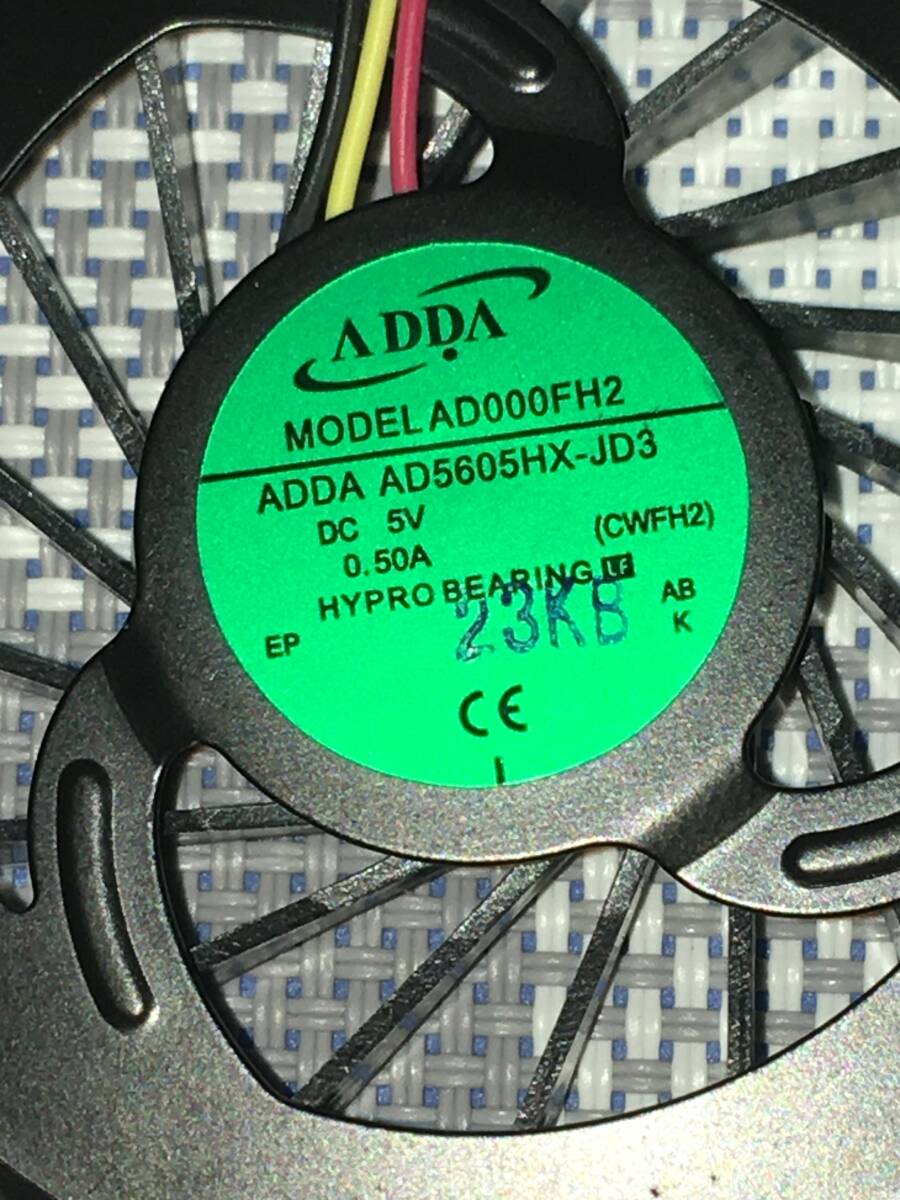 ADDA
MODEL AD000FH2
ADDA AD5605HX-JD3
DC 5V
(CWFH2)
0.50A
HYPRO BEARING LF
23KB
AB
EP
K
CE
I